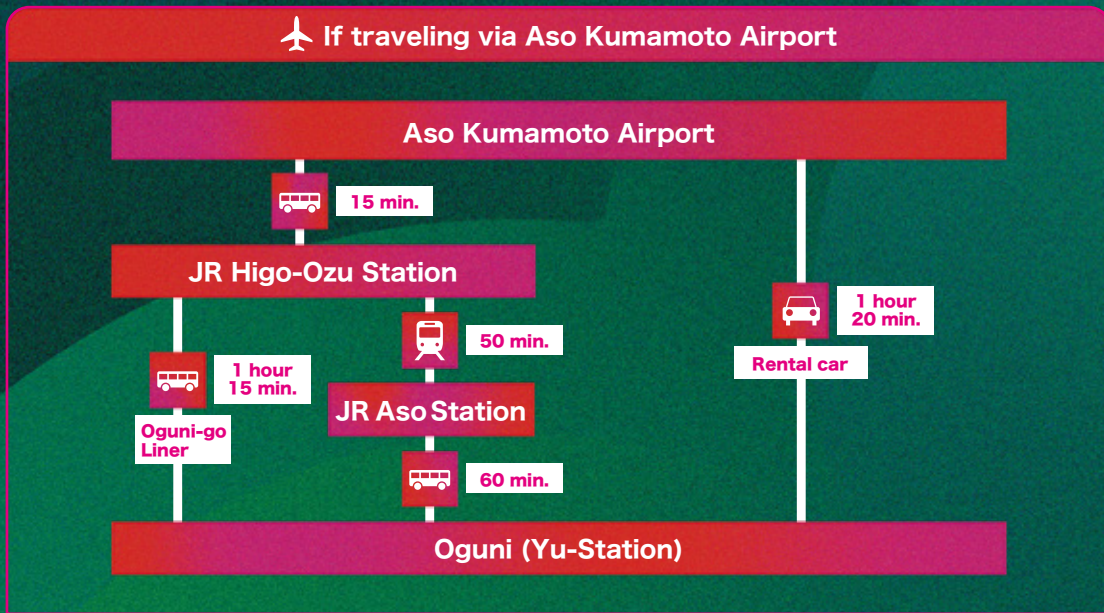 If traveling via Aso Kumamoto Airport
Aso Kumamoto Airport
15 min.
JR Higo-Ozu Station
1 hour
15 min.
Oguni-go
Liner
50 min.
JR Aso Station
60 min.
1 hour
20 min.
Rental car
Oguni (Yu-Station)